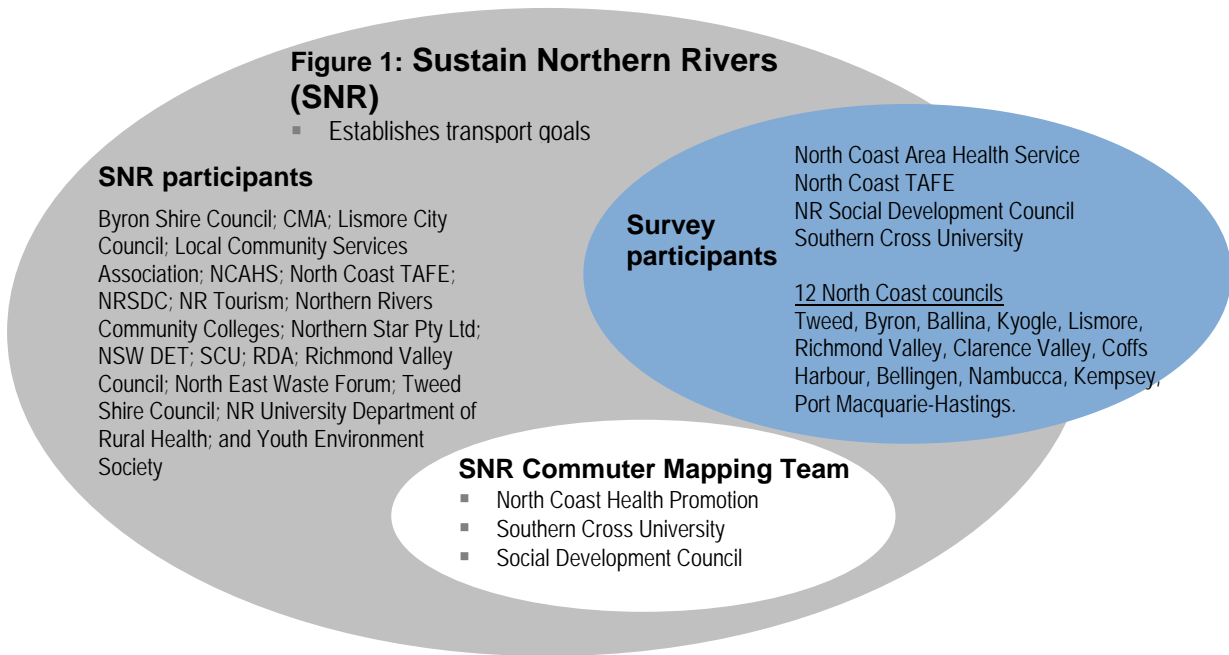 Figure 1: Sustain Northern Rivers
(SNR)
▪ Establishes transport goals
SNR participants
Byron Shire Council; CMA; Lismore City
Council; Local Community Services
Association; NCAHS; North Coast TAFE;
NRSDC; NR Tourism; Northern Rivers
Community Colleges; Northern Star Pty Ltd;
NSW DET; SCU; RDA; Richmond Valley
Council; North East Waste Forum; Tweed
Shire Council; NR University Department of
Rural Health; and Youth Environment
Society
Survey
participants
North Coast Area Health Service
North Coast TAFE
NR Social Development Council
Southern Cross University
12 North Coast councils
Tweed, Byron, Ballina, Kyogle, Lismore,
Richmond Valley, Clarence Valley, Coffs
Harbour, Bellingen, Nambucca, Kempsey,
Port Macquarie-Hastings.
SNR Commuter Mapping Team
▪ North Coast Health Promotion
▪ Southern Cross University
▪ Social Development Council